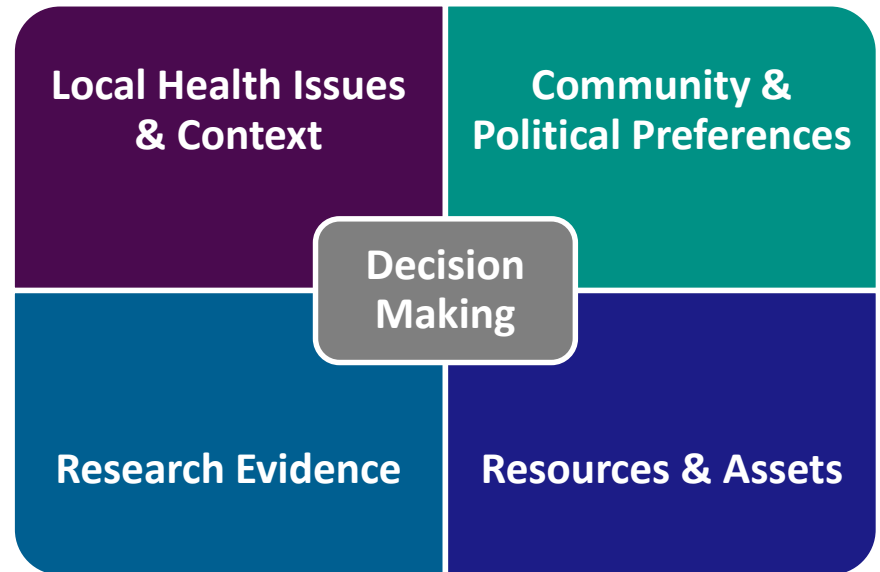 Local Health Issues
& Context
Community &
Political Preferences
Decision
Making
Research Evidence
Resources & Assets